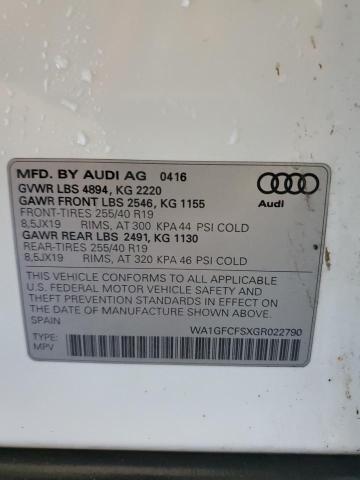 MFD. BY AUDI AG 0416
GVWR LBS 4894, KG 2220
GAWR FRONT LBS 2546, KG 1155
FRONT-TIRES 255/40 R19
8,5JX19 RIMS, AT 300 KPA 44 PSI COLD
GAWR REAR LBS 2491, KG 1130
REAR-TIRES 255/40 R19
8,5JX19 RIMS, AT 320 KPA 46 PSI COLD
Audi
THIS VEHICLE CONFORMS TO ALL APPLICABLE
U.S. FEDERAL MOTOR VEHICLE SAFETY AND
THEFT PREVENTION STANDARDS IN EFFECT ON
THE DATE OF MANUFACTURE SHOWN ABOVE.
SPAIN
WA1GFCFSXGR022790
TYPE:
MPV